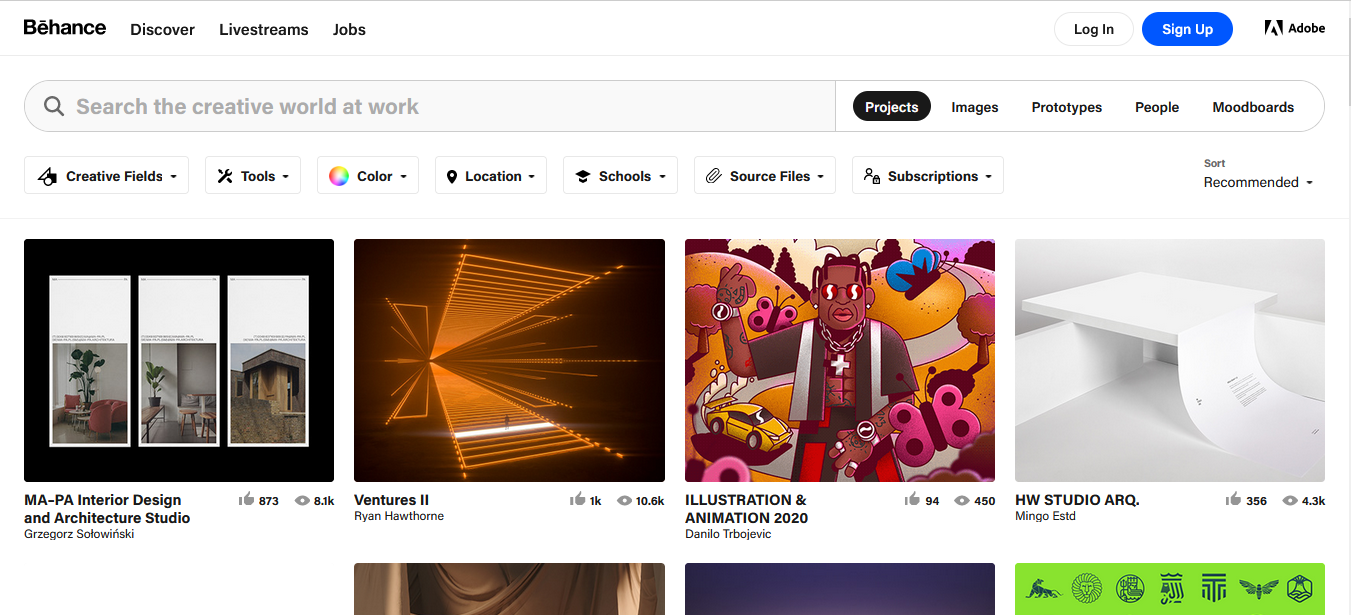 Bēhance
Discover
Livestreams
Jobs
Log In
Sign Up
Adobe
Search the creative world at work
Projects
Images
Prototypes
People
Moodboards
Creative Fields
Tools
Color
Location
Schools
Source Files
Subscriptions
Sort
Recommended
MA-PA Interior Design
and Architecture Studio
Grzegorz Sołowiński
873
8.1k
Ventures II
Ryan Hawthorne
1k
10.6k
ILLUSTRATION &
ANIMATION 2020
Danilo Trbojevic
94
450
HW STUDIO ARQ.
Mingo Estd
356
4.3k